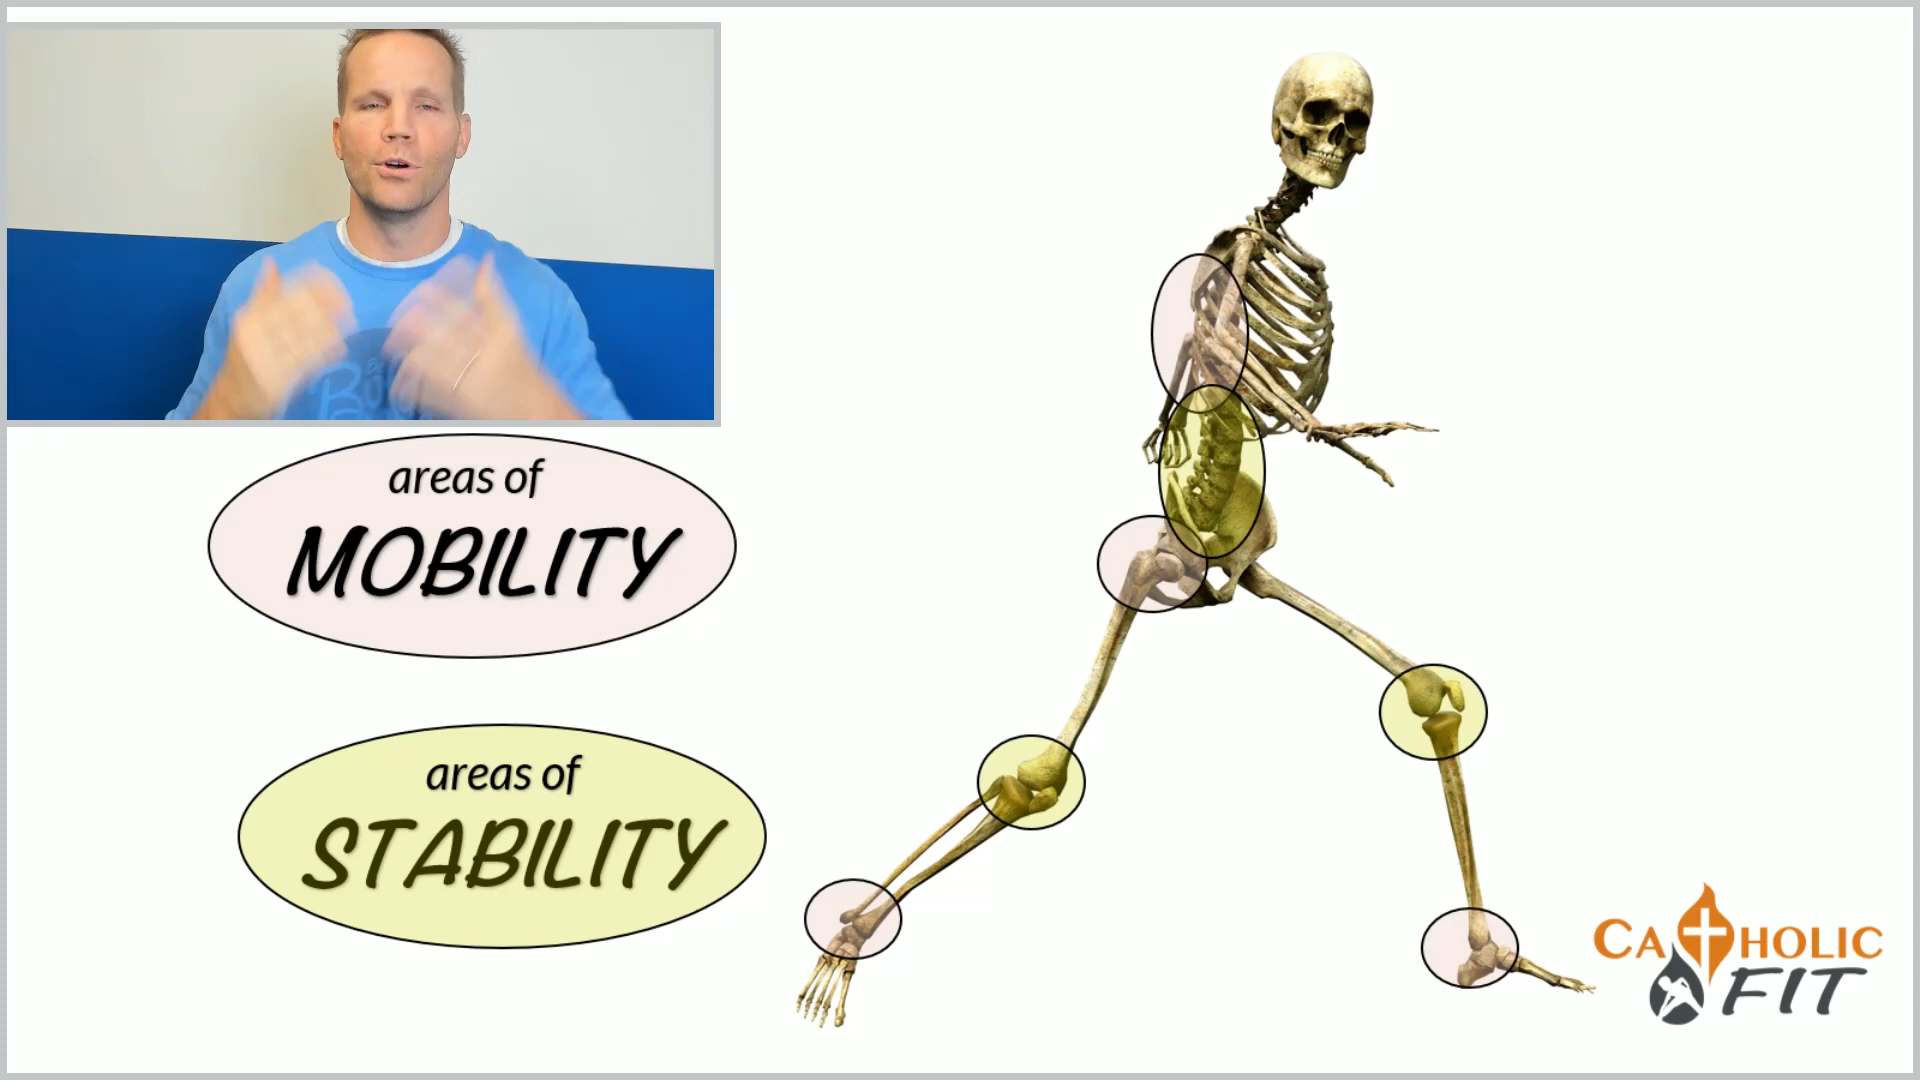 areas of
MOBILITY
areas of
STABILITY
CATHOLIC
FIT